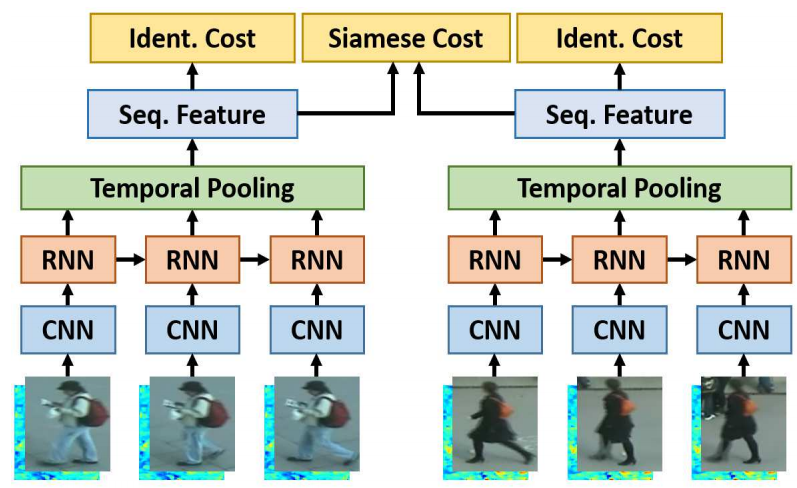 Ident. Cost
Siamese Cost
Ident. Cost
Seq. Feature
Seq. Feature
Temporal Pooling
Temporal Pooling
RNN
RNN
RNN
RNN
RNN
RNN
CNN
CNN
CNN
CNN
CNN
CNN